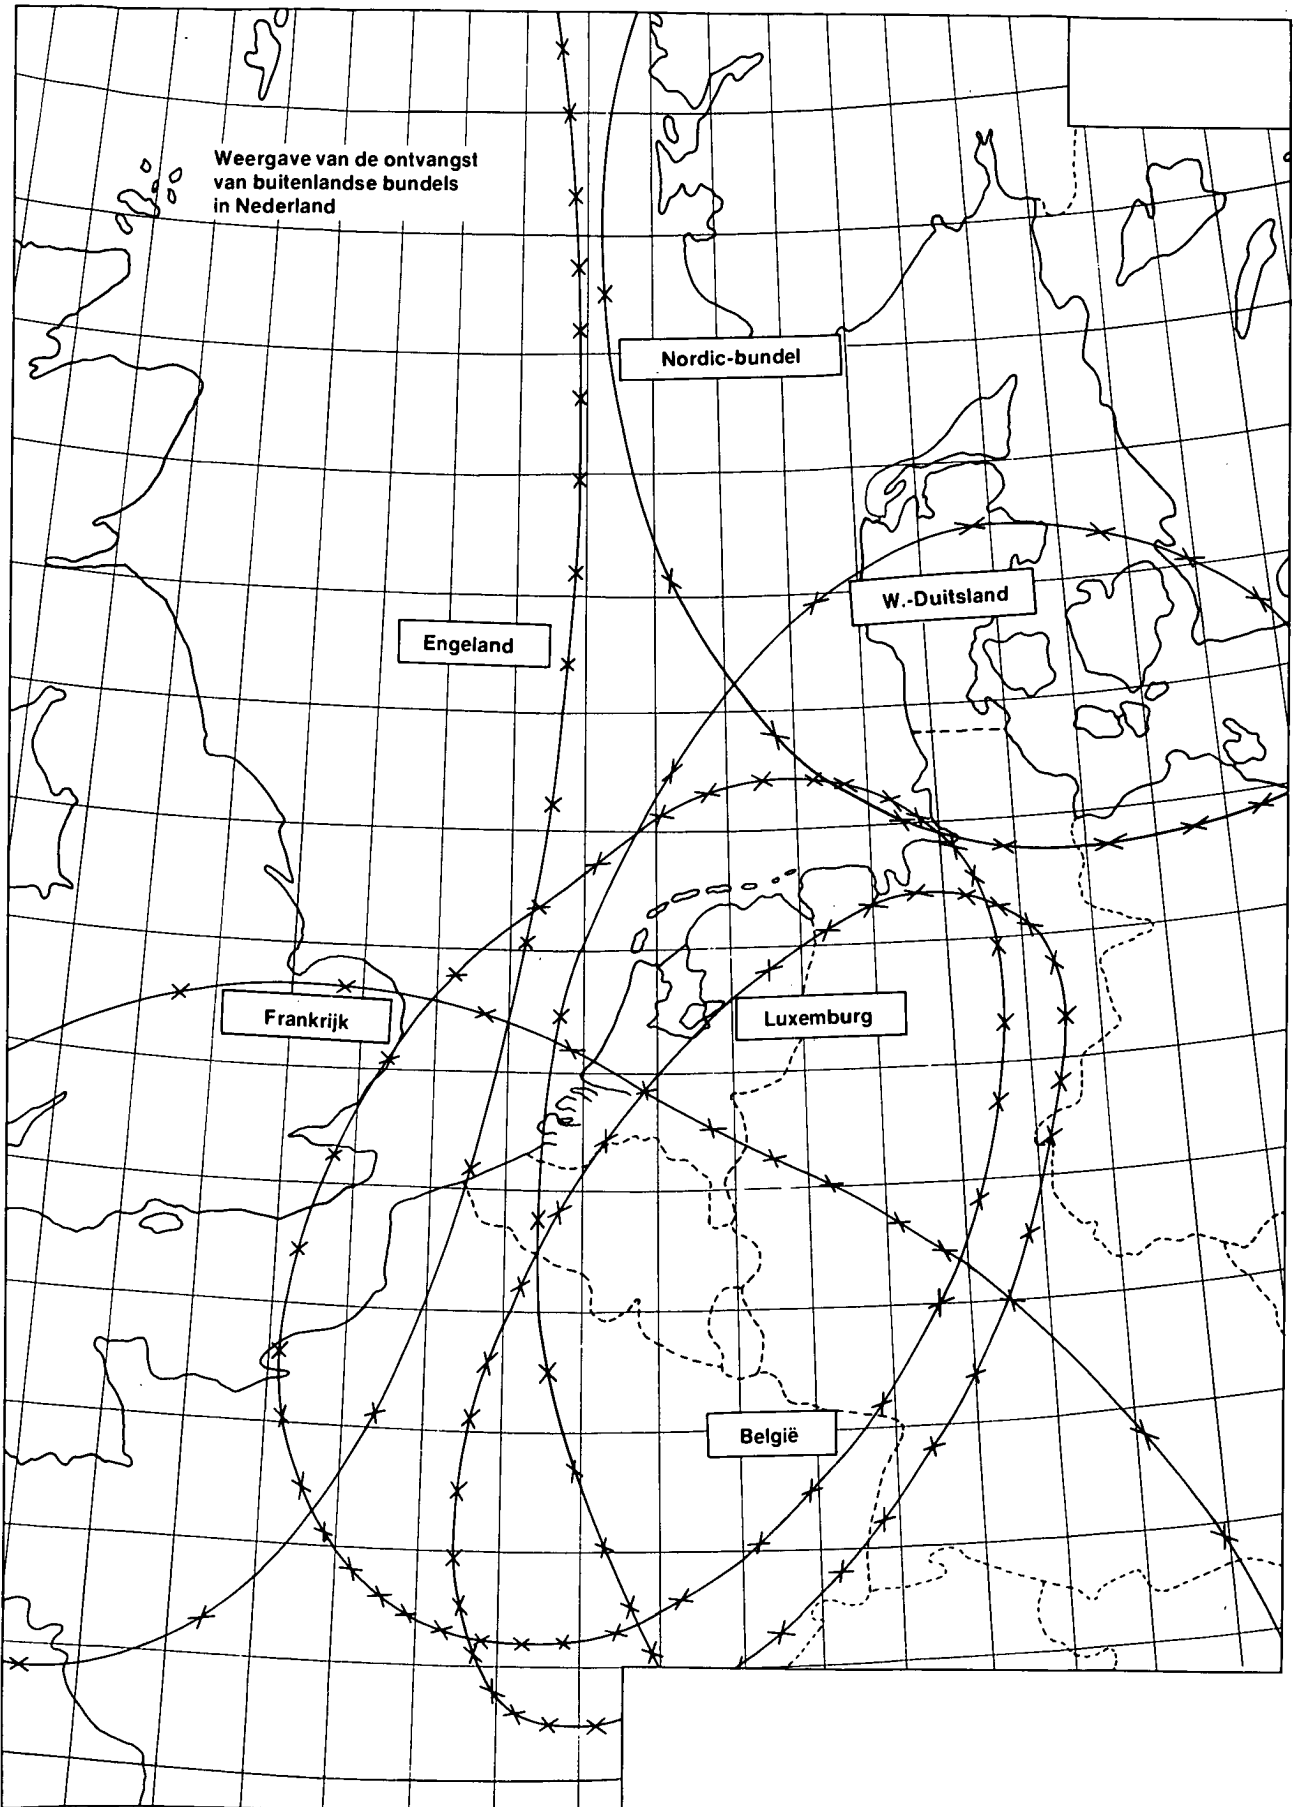 Weergave van de ontvangst
van buitenlandse bundels
in Nederland
Nordic-bundel
W.-Duitsland
Engeland
Frankrijk
Luxemburg
België